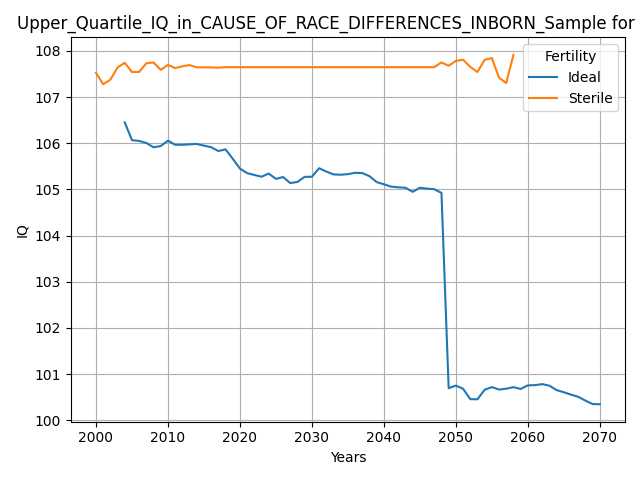 Upper_Quartile_IQ_in_CAUSE_OF_RACE_DIFFERENCES_INBORN_Sample for
108
107
106
105
104
103
102
101
100
IQ
Fertility
Ideal
Sterile
2000 2010 2020 2030 2040 2050 2060 2070
Years